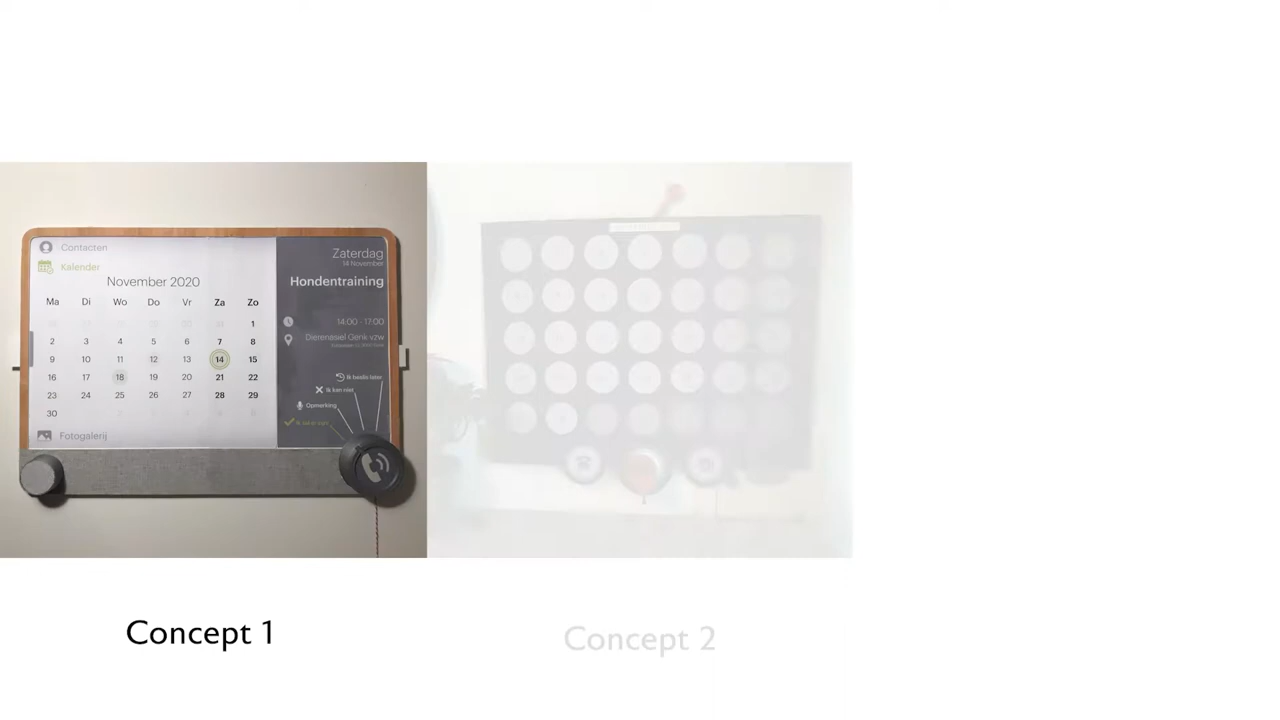 Contacten
Kalender
November 2020
Ma Di Wo Do Vr Za Zo
1
2 3 4 5 6 7 8
9 10 11 12 13 14 15
16 17 18 19 20 21 22
23 24 25 26 27 28 29
30
Fotogalerij
Zaterdag
14 November
Hondentraining
14:00 - 17:00
Dierenasiel Genk vzw
Ik beslis later
Ik kan niet
Opmerking
Concept 1
Concept 2